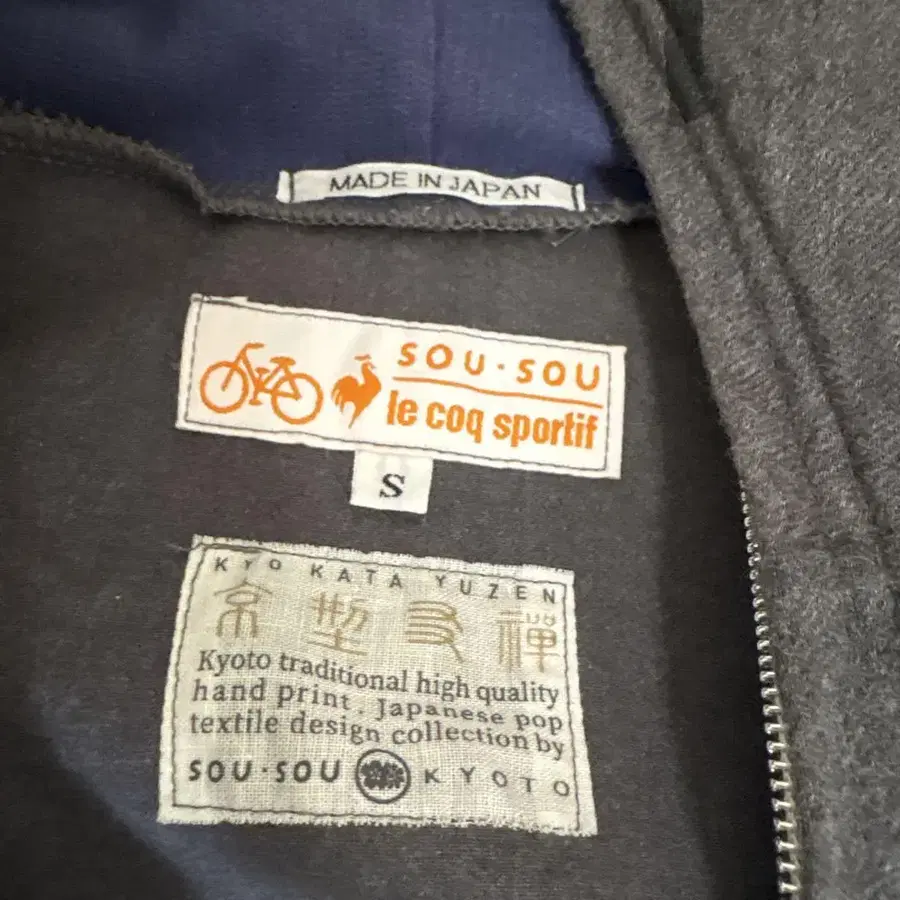 MADE IN JAPAN
SOU・SOU
le coq sportif
S
KYO KATA YUZEN
京型友禅
Kyoto traditional high quality
hand print. Japanese pop
textile design collection by
SOU・SOU KYOTO